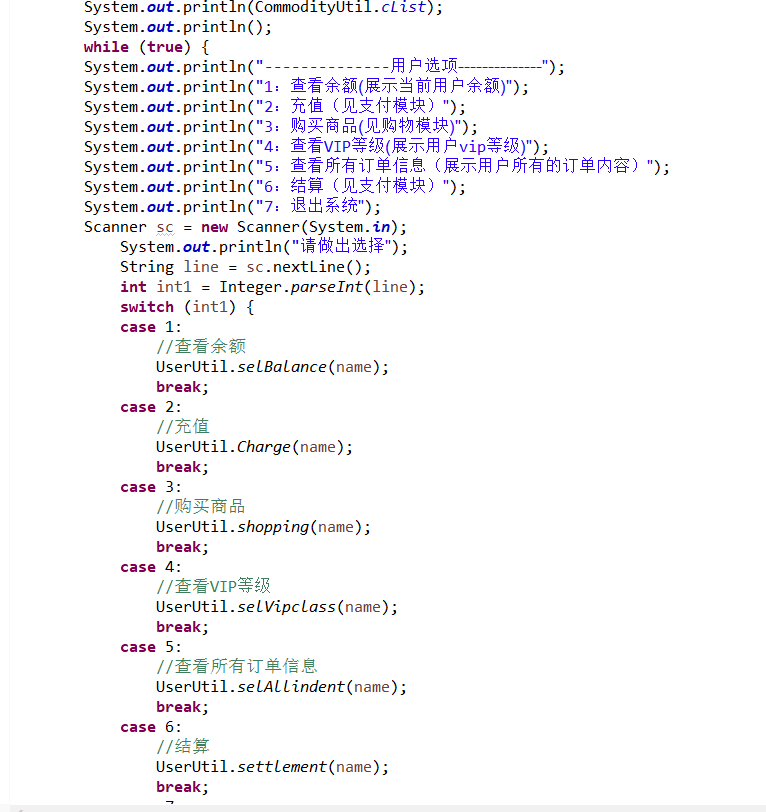 System.out.println(CommodityUtil.cList);
System.out.println();
while (true) {
System.out.println("--------------用户选项--------------");
System.out.println("1：查看余额(展示当前用户余额)");
System.out.println("2：充值（见支付模块）");
System.out.println("3：购买商品(见购物模块)");
System.out.println("4：查看VIP等级(展示用户vip等级)");
System.out.println("5：查看所有订单信息（展示用户所有的订单内容）");
System.out.println("6：结算（见支付模块）");
System.out.println("7：退出系统");
Scanner sc = new Scanner(System.in);
System.out.println("请做出选择");
String line = sc.nextLine();
int int1 = Integer.parseInt(line);
switch (int1) {
case 1:
//查看余额
UserUtil.selBalance(name);
break;
case 2:
//充值
UserUtil.Charge(name);
break;
case 3:
//购买商品
UserUtil.shopping(name);
break;
case 4:
//查看VIP等级
UserUtil.selVipclass(name);
break;
case 5:
//查看所有订单信息
UserUtil.selAllindent(name);
break;
case 6:
//结算
UserUtil.settlement(name);
break;